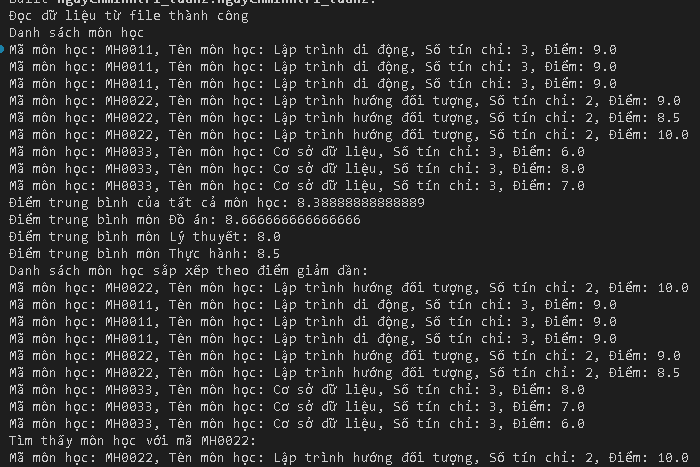 Đọc dữ liệu từ file thành công
Danh sách môn học
Mã môn học: MH0011, Tên môn học: Lập trình di động, Số tín chỉ: 3, Điểm: 9.0
Mã môn học: MH0011, Tên môn học: Lập trình di động, Số tín chỉ: 3, Điểm: 9.0
Mã môn học: MH0011, Tên môn học: Lập trình di động, Số tín chỉ: 3, Điểm: 9.0
Mã môn học: MH0022, Tên môn học: Lập trình hướng đối tượng, Số tín chỉ: 2, Điểm: 9.0
Mã môn học: MH0022, Tên môn học: Lập trình hướng đối tượng, Số tín chỉ: 2, Điểm: 8.5
Mã môn học: MH0022, Tên môn học: Lập trình hướng đối tượng, Số tín chỉ: 2, Điểm: 10.0
Mã môn học: MH0033, Tên môn học: Cơ sở dữ liệu, Số tín chỉ: 3, Điểm: 6.0
Mã môn học: MH0033, Tên môn học: Cơ sở dữ liệu, Số tín chỉ: 3, Điểm: 8.0
Mã môn học: MH0033, Tên môn học: Cơ sở dữ liệu, Số tín chỉ: 3, Điểm: 7.0
Điểm trung bình của tất cả môn học: 8.38888888888889
Điểm trung bình môn Đồ án: 8.666666666666666
Điểm trung bình môn Lý thuyết: 8.0
Điểm trung bình môn Thực hành: 8.5
Danh sách môn học sắp xếp theo điểm giảm dần:
Mã môn học: MH0022, Tên môn học: Lập trình hướng đối tượng, Số tín chỉ: 2, Điểm: 10.0
Mã môn học: MH0011, Tên môn học: Lập trình di động, Số tín chỉ: 3, Điểm: 9.0
Mã môn học: MH0011, Tên môn học: Lập trình di động, Số tín chỉ: 3, Điểm: 9.0
Mã môn học: MH0011, Tên môn học: Lập trình di động, Số tín chỉ: 3, Điểm: 9.0
Mã môn học: MH0022, Tên môn học: Lập trình hướng đối tượng, Số tín chỉ: 2, Điểm: 9.0
Mã môn học: MH0022, Tên môn học: Lập trình hướng đối tượng, Số tín chỉ: 2, Điểm: 8.5
Mã môn học: MH0033, Tên môn học: Cơ sở dữ liệu, Số tín chỉ: 3, Điểm: 8.0
Mã môn học: MH0033, Tên môn học: Cơ sở dữ liệu, Số tín chỉ: 3, Điểm: 7.0
Mã môn học: MH0033, Tên môn học: Cơ sở dữ liệu, Số tín chỉ: 3, Điểm: 6.0
Tìm thấy môn học với mã MH0022:
Mã môn học: MH0022, Tên môn học: Lập trình hướng đối tượng, Số tín chỉ: 2, Điểm: 10.0